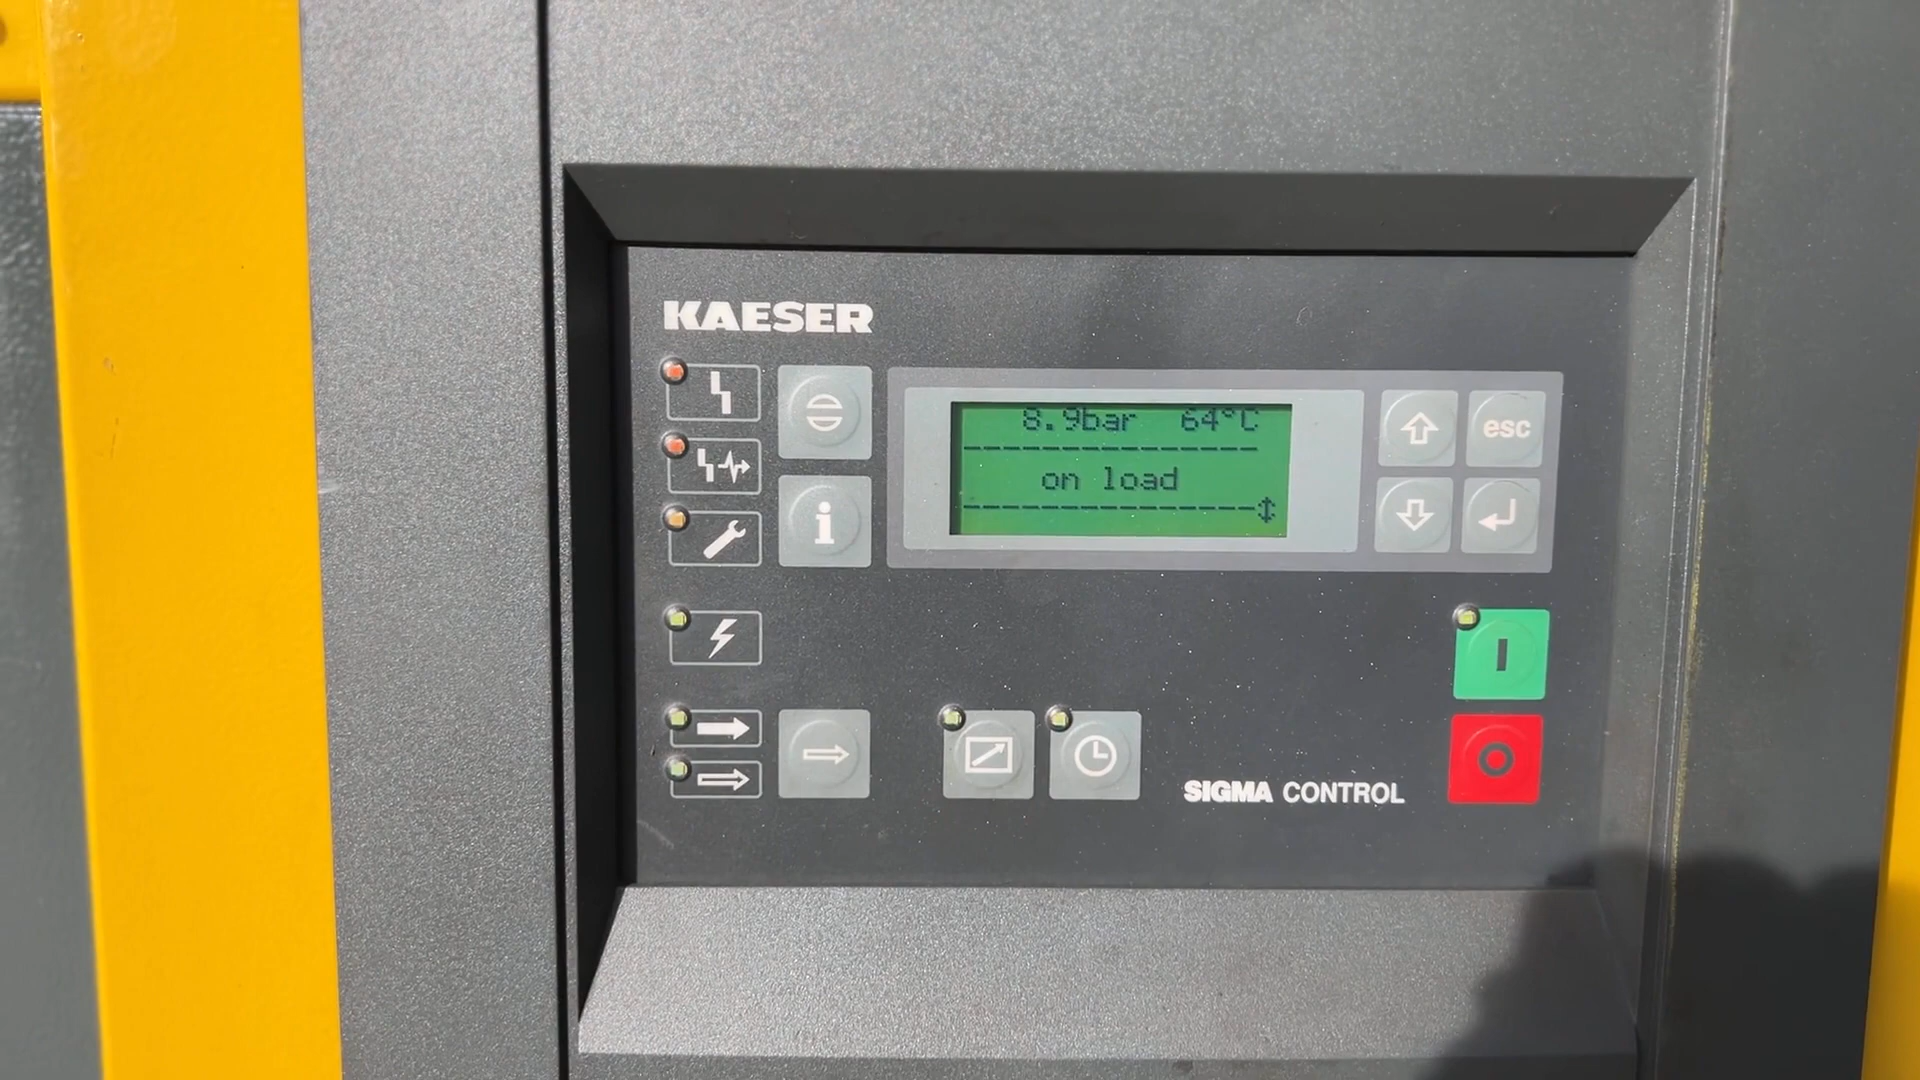 KAESER
8.9bar 64°C
on load
esc
i
I
O
SIGMA CONTROL